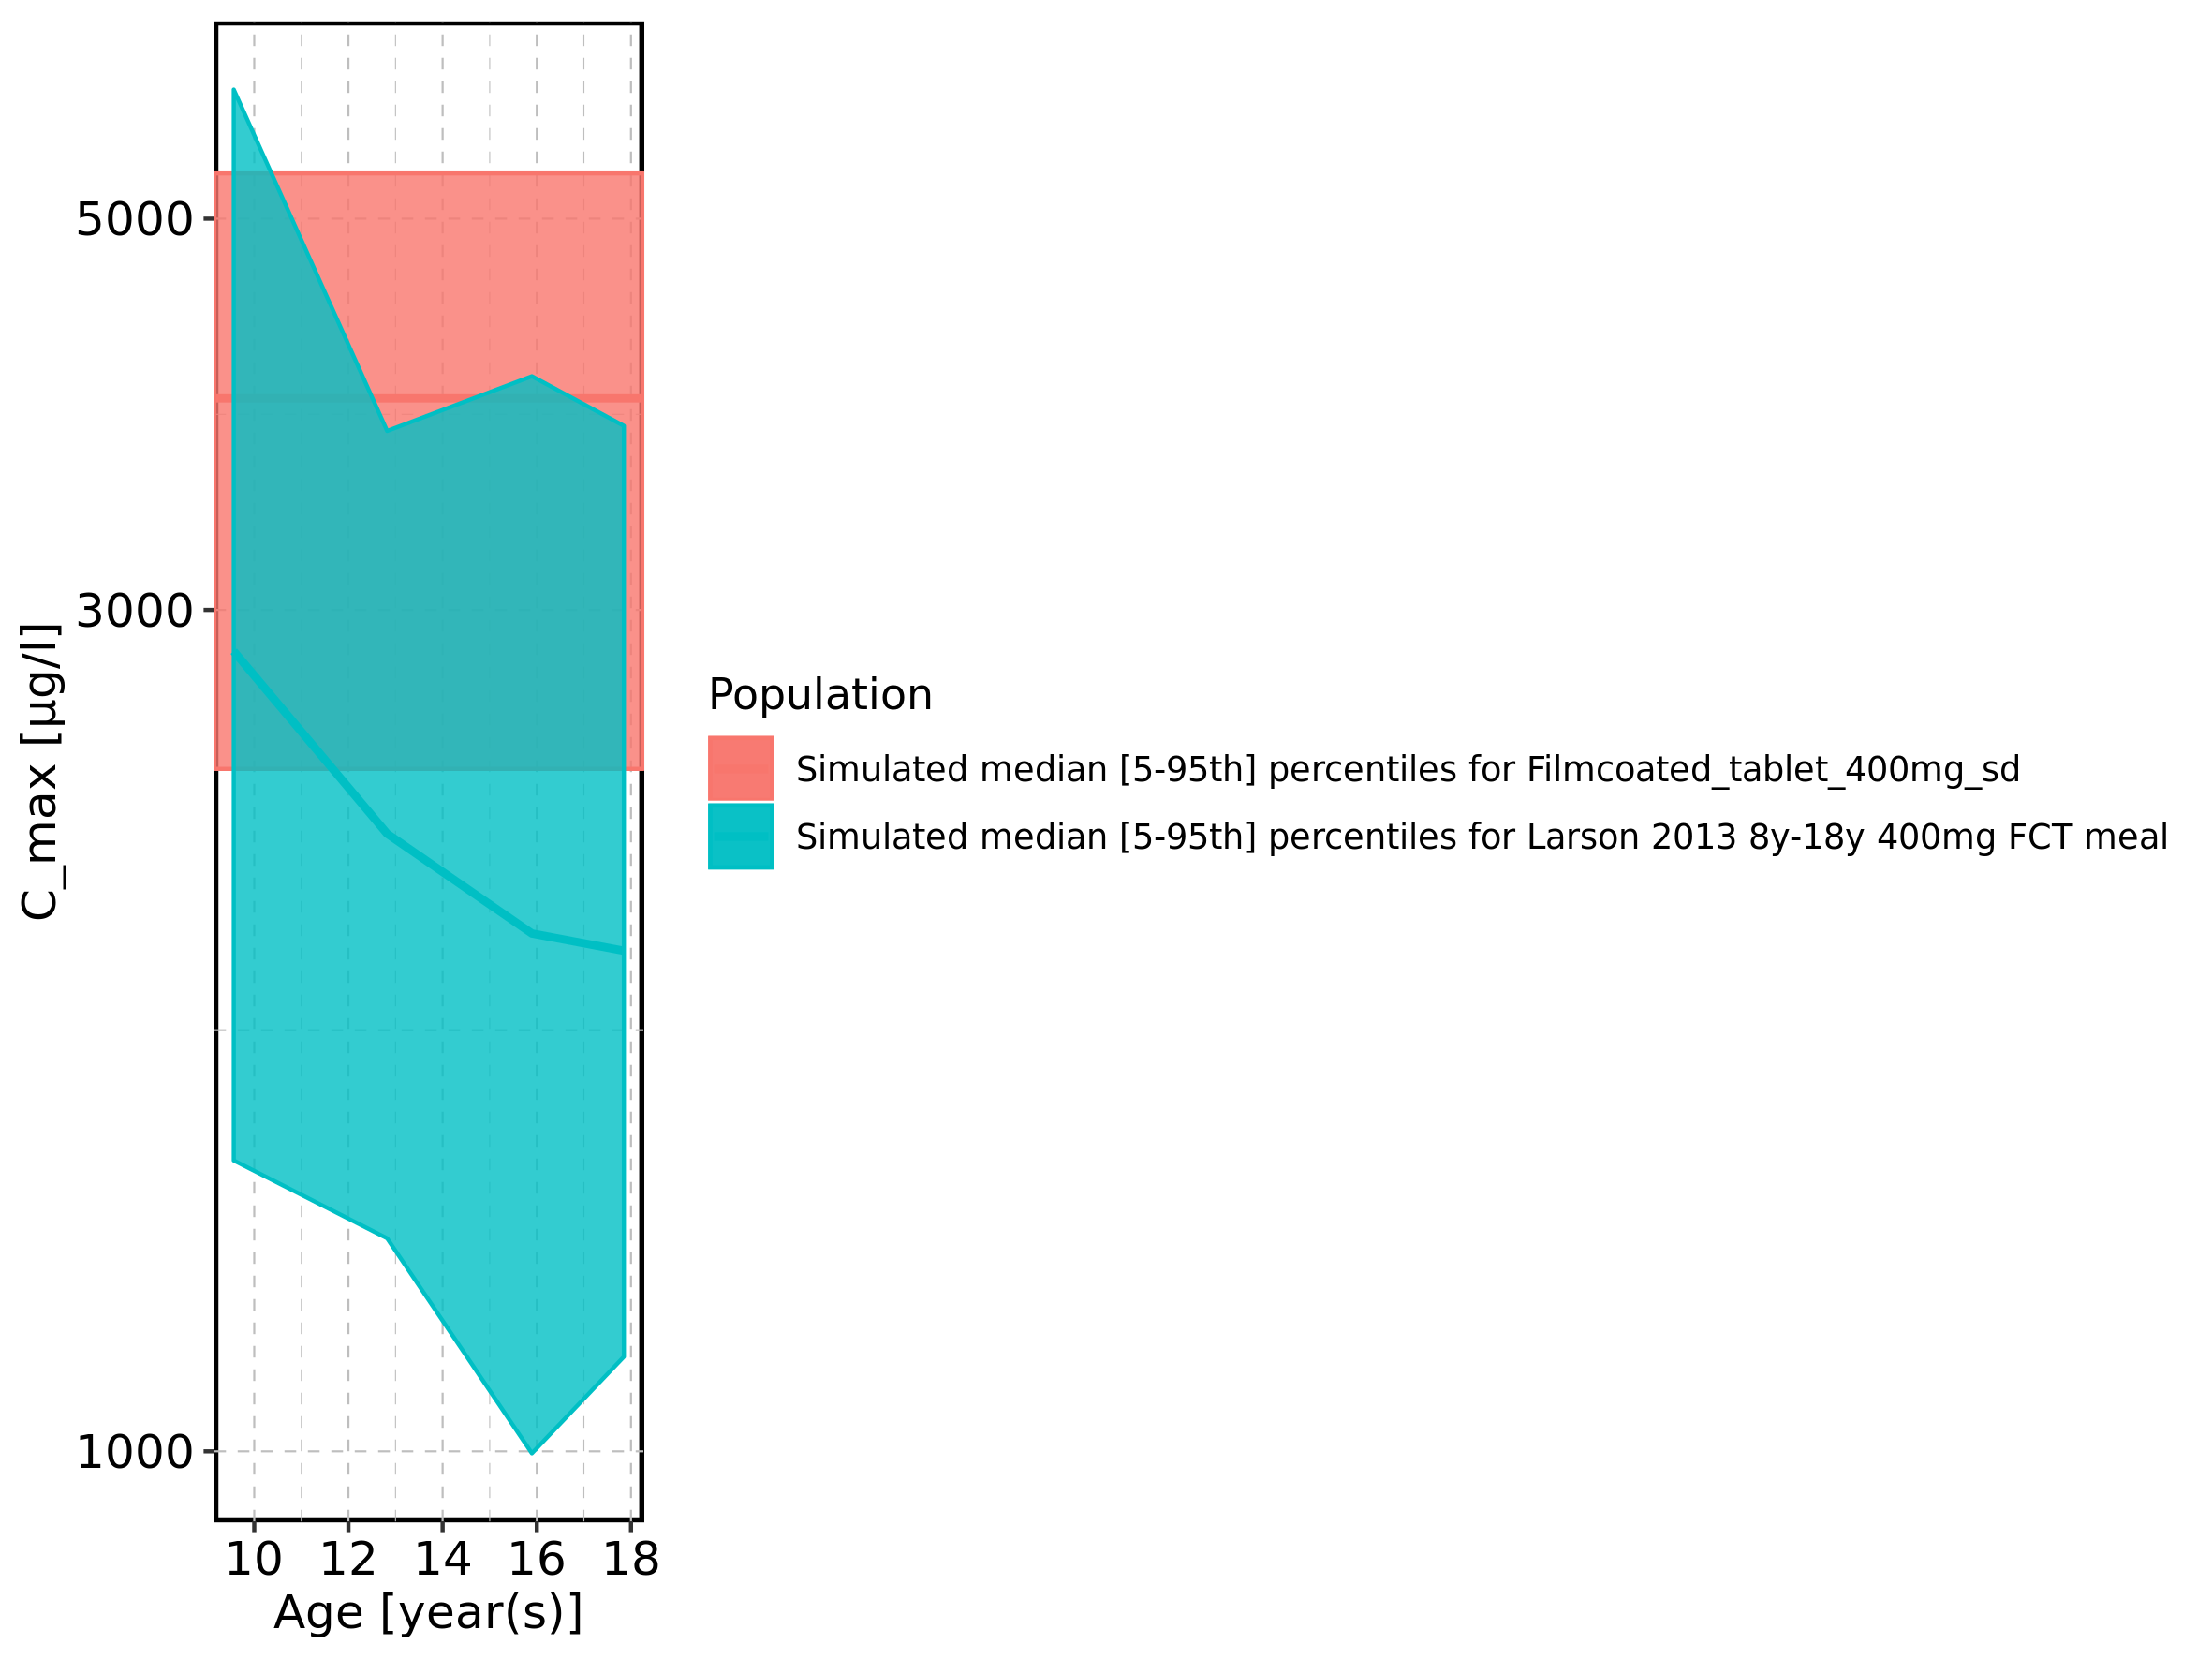 C_max [µg/l]
5000
3000
1000
10 12 14 16 18
Age [year(s)]
Population
Simulated median [5-95th] percentiles for Filmcoated_tablet_400mg_sd
Simulated median [5-95th] percentiles for Larson 2013 8y-18y 400mg FCT meal